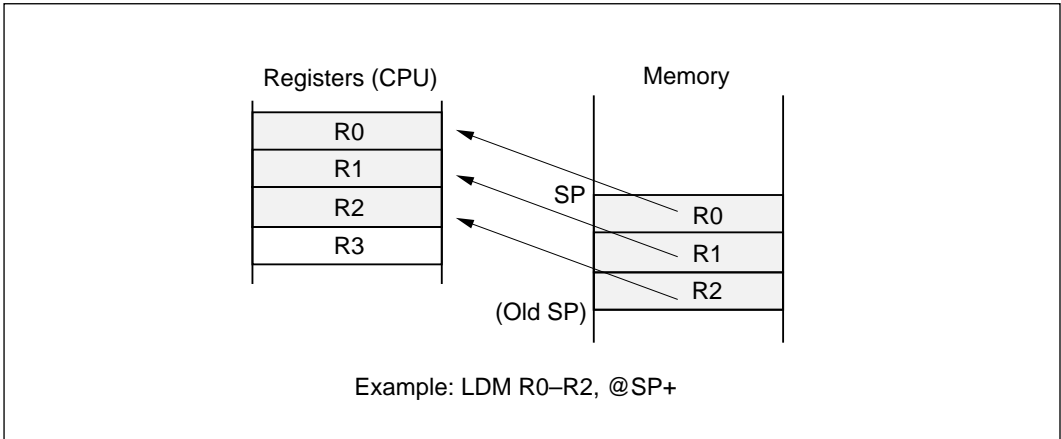 Registers (CPU)
Memory
R0
R1
R2
R3
SP
R0
R1
R2
(Old SP)
Example: LDM R0–R2, @SP+